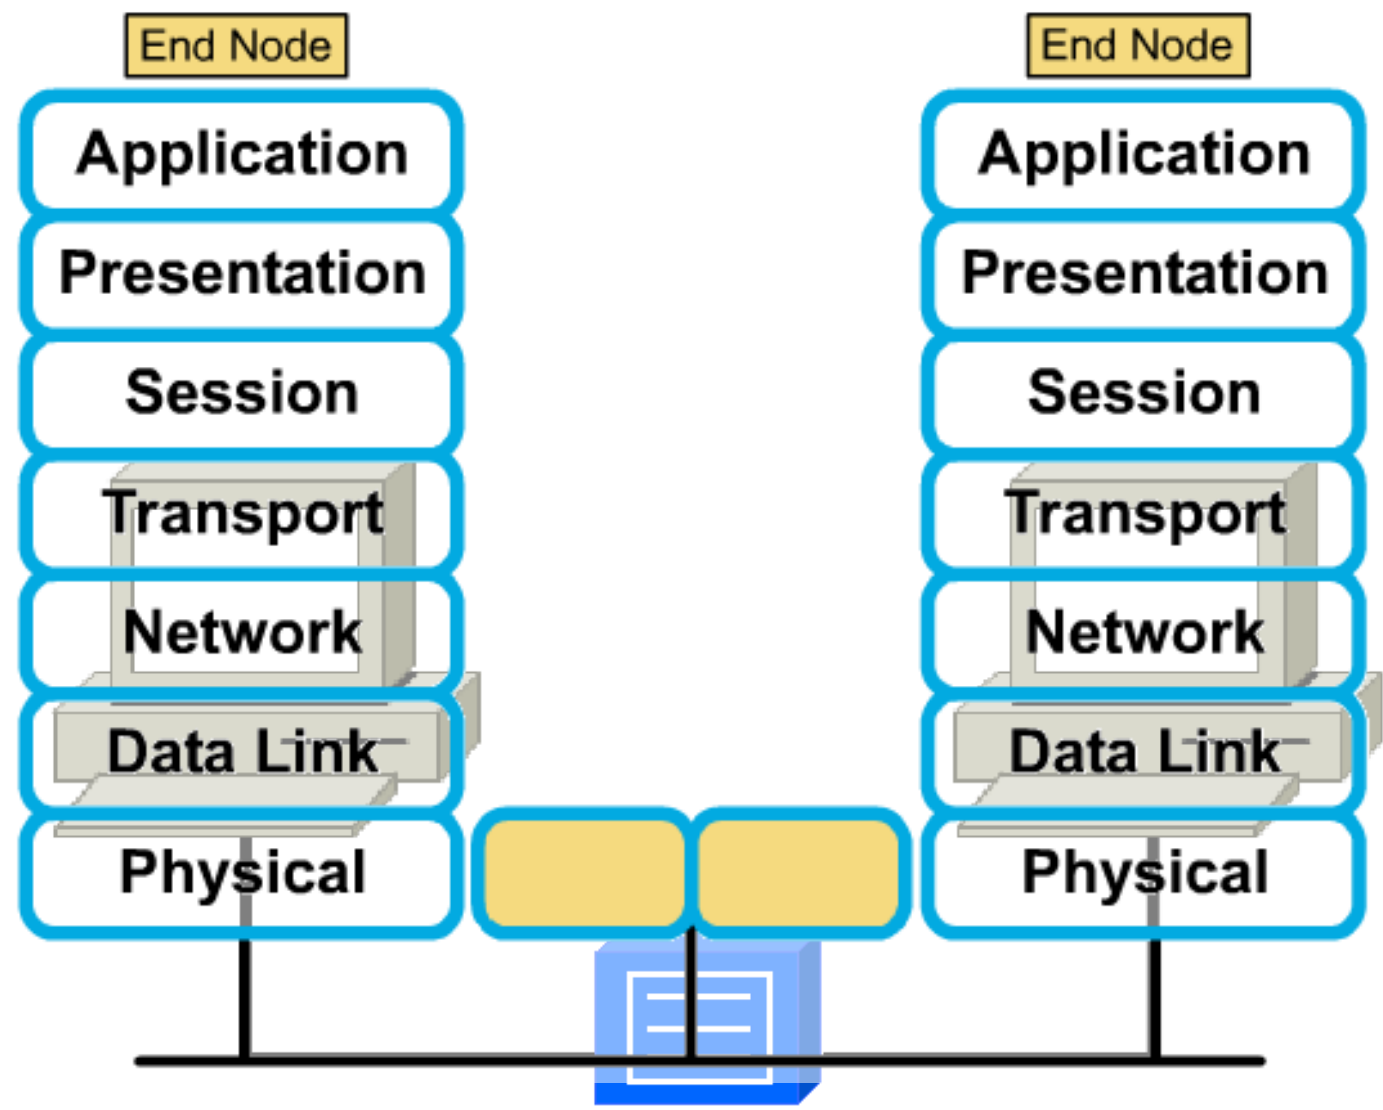 End Node
Application
Presentation
Session
Transport
Network
Data Link
Physical
End Node
Application
Presentation
Session
Transport
Network
Data Link
Physical